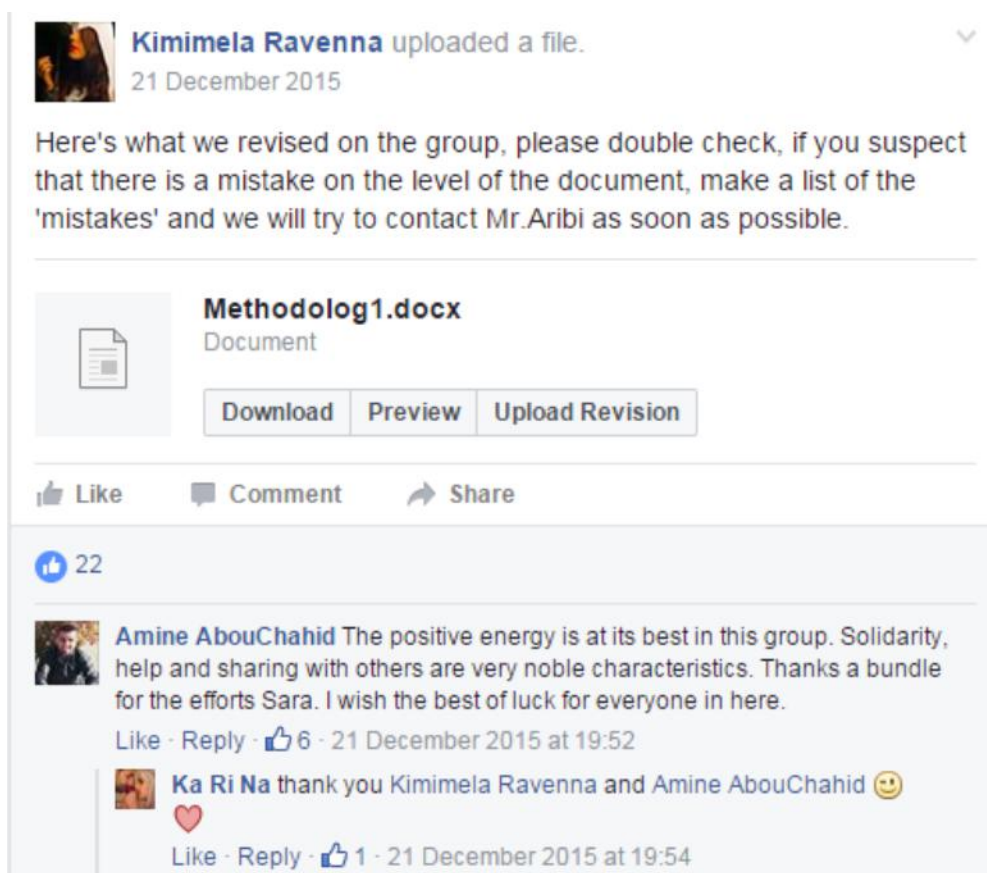 Kimimela Ravenna uploaded a file.
21 December 2015
Here's what we revised on the group, please double check, if you suspect
that there is a mistake on the level of the document, make a list of the
'mistakes' and we will try to contact Mr.Aribi as soon as possible.
Methodolog1.docx
Document
Download Preview Upload Revision
Like Comment Share
22
Amine AbouChahid The positive energy is at its best in this group. Solidarity,
help and sharing with others are very noble characteristics. Thanks a bundle
for the efforts Sara. I wish the best of luck for everyone in here.
Like · Reply · 6 · 21 December 2015 at 19:52
Ka Ri Na thank you Kimimela Ravenna and Amine AbouChahid
Like · Reply · 1 · 21 December 2015 at 19:54